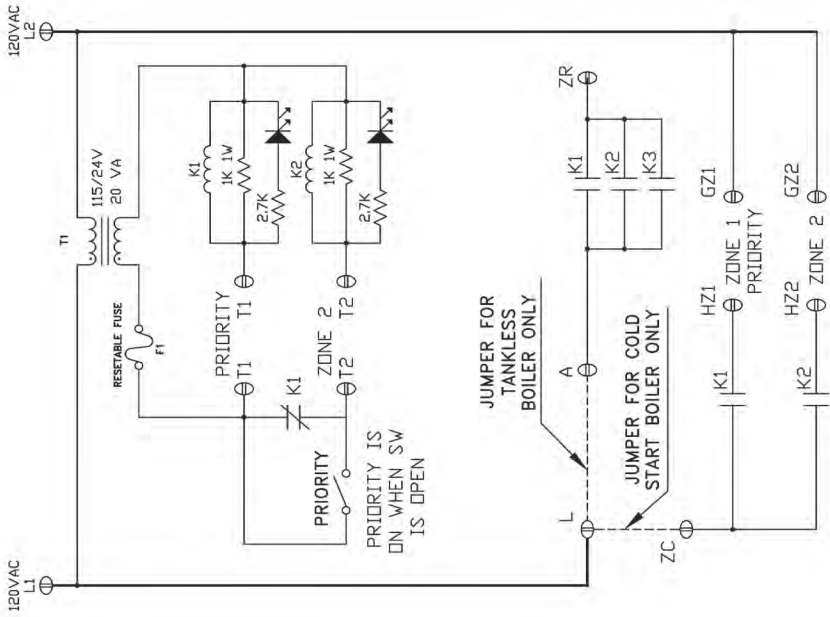 120VAC
L2
120VAC
L1
T1
115/24V
20 VA
RESETABLE FUSE
F1
K1
1K 1W
2.7K
K2
1K 1W
2.7K
PRIORITY
T1
T1
ZONE 2
T2
T2
K1
PRIORITY
PRIORITY IS
ON WHEN SW
IS OPEN
JUMPER FOR
TANKLESS
BOILER ONLY
L
A
K1
K2
K3
ZR
JUMPER FOR COLD
START BOILER ONLY
ZC
K1
HZ1
ZONE 1
PRIORITY
GZ1
K2
HZ2
ZONE 2
GZ2